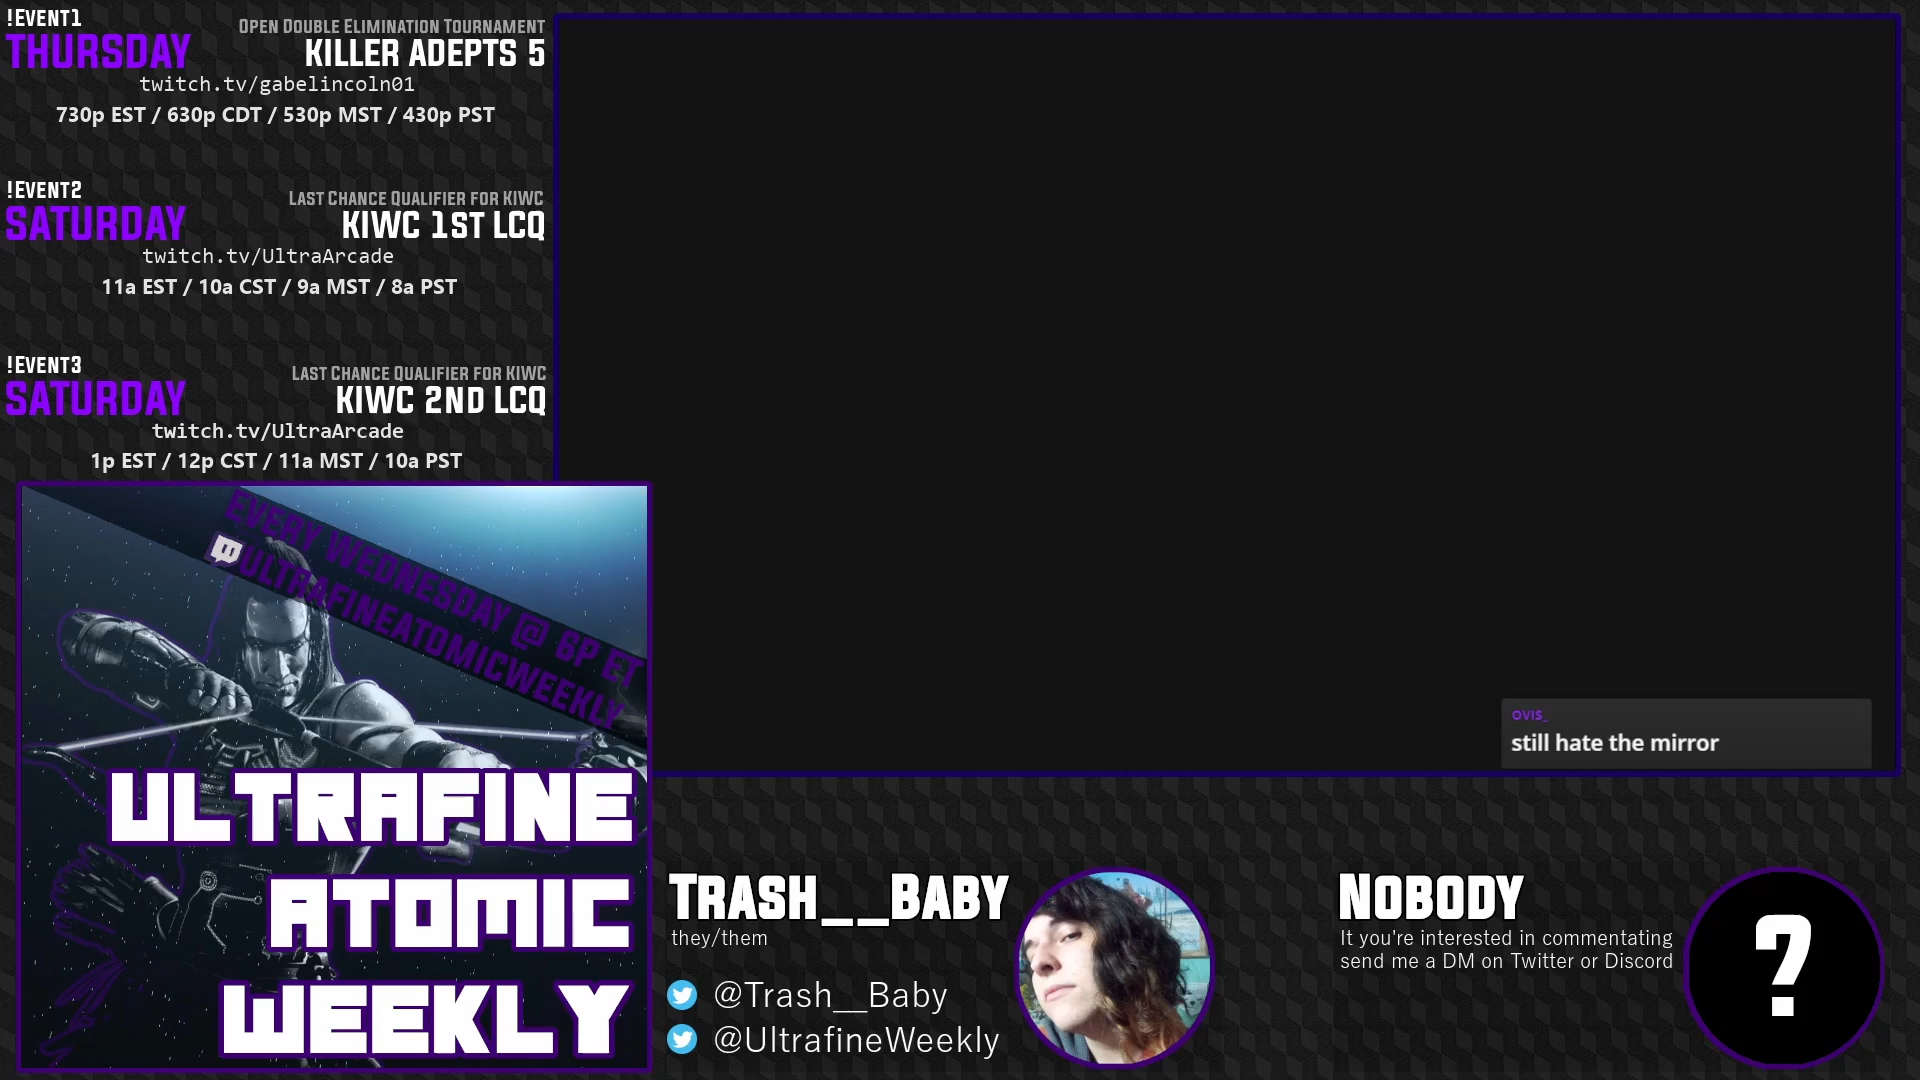 !EVENT1
THURSDAY
OPEN DOUBLE ELIMINATION TOURNAMENT
KILLER ADEPTS 5
twitch.tv/gabelincoln01
730p EST / 630p CDT / 530p MST / 430p PST
!EVENT2
SATURDAY
LAST CHANCE QUALIFIER FOR KIWC
KIWC 1ST LCQ
twitch.tv/UltraArcade
11a EST / 10a CST / 9a MST / 8a PST
!EVENT3
SATURDAY
LAST CHANCE QUALIFIER FOR KIWC
KIWC 2ND LCQ
twitch.tv/UltraArcade
1p EST / 12p CST / 11a MST / 10a PST
EVERY WEDNESDAY @ 6P ET
ULTRAFINEATOMICWEEKLY
ULTRAFINE
ATOMIC
WEEKLY
OVIS_
still hate the mirror
TRASH__BABY
they/them
@Trash__Baby
@UltrafineWeekly
NOBODY
It you're interested in commentating
send me a DM on Twitter or Discord
?